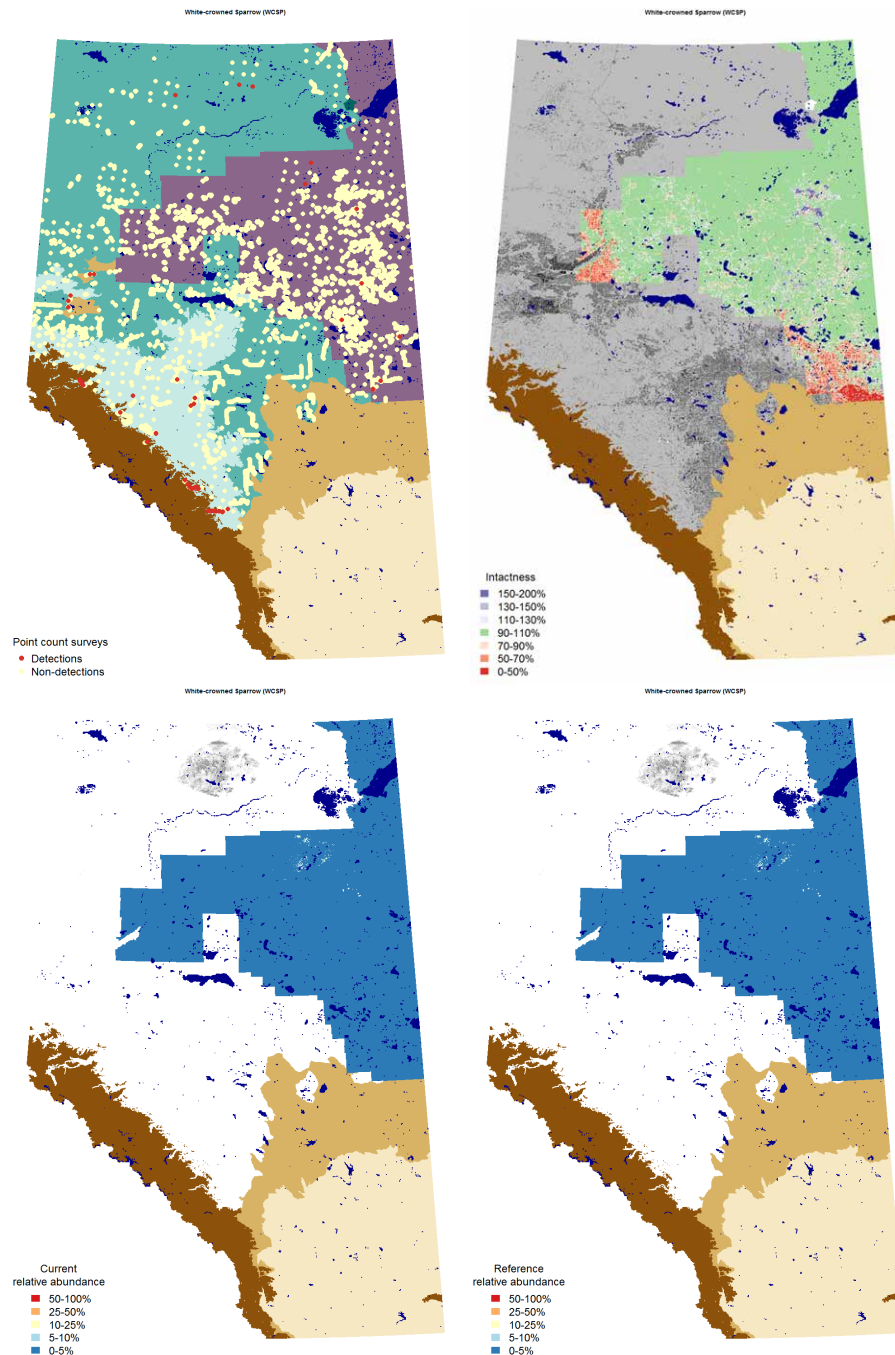 White-crowned Sparrow (WCSP)
Point count surveys
Detections
Non-detections
White-crowned Sparrow (WCSP)
Intactness
150-200%
130-150%
110-130%
90-110%
70-90%
50-70%
0-50%
White-crowned Sparrow (WCSP)
Current
relative abundance
50-100%
25-50%
10-25%
5-10%
0-5%
White-crowned Sparrow (WCSP)
Reference
relative abundance
50-100%
25-50%
10-25%
5-10%
0-5%